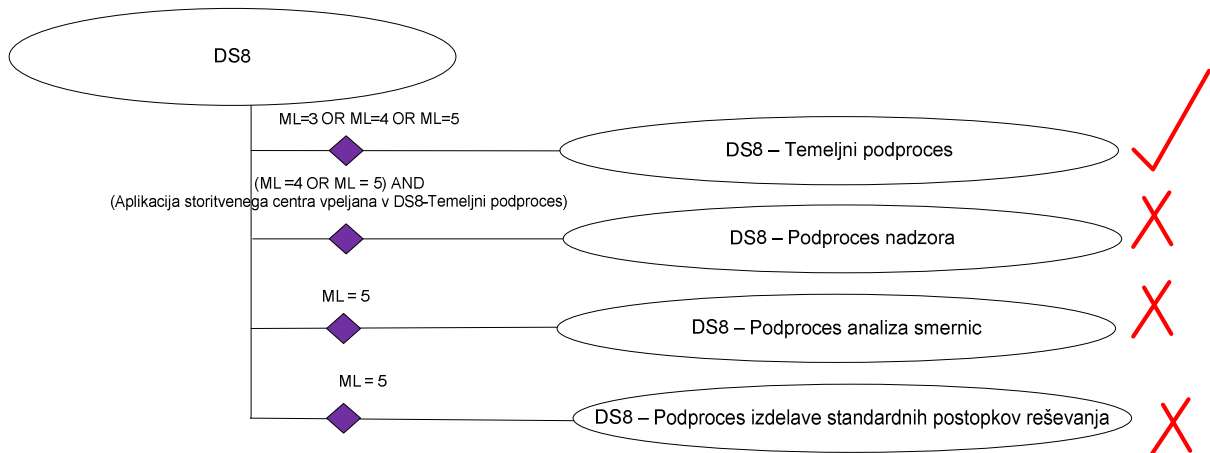 DS8
ML=3 OR ML=4 OR ML=5
DS8 – Temeljni podproces
(ML =4 OR ML = 5) AND
(Aplikacija storitvenega centra vpeljana v DS8-Temeljni podproces)
DS8 – Podproces nadzora
ML = 5
DS8 – Podproces analiza smernic
ML = 5
DS8 – Podproces izdelave standardnih postopkov reševanja